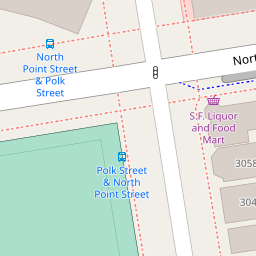 North
Point Street
& Polk
Street
Nort
S.F. Liquor
and Food
Mart
3058
304
Polk Street
& North
Point Street